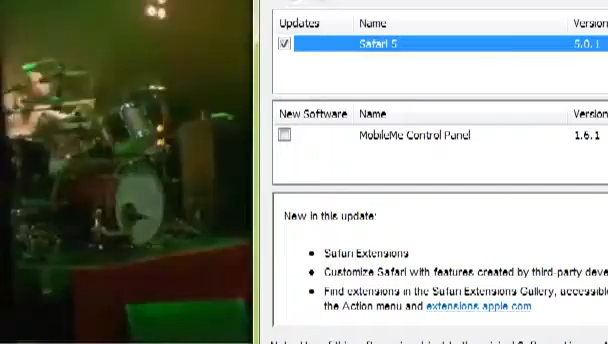 Updates Name Version
Safari 5 5.0.1
New Software Name Version
MobileMe Control Panel 1.6.1
New in this update:
Safari Extensions
Customize Safari with features created by third-party deve
Find extensions in the Safari Extensions Gallery, accessible
the Action menu and extensions.apple.com